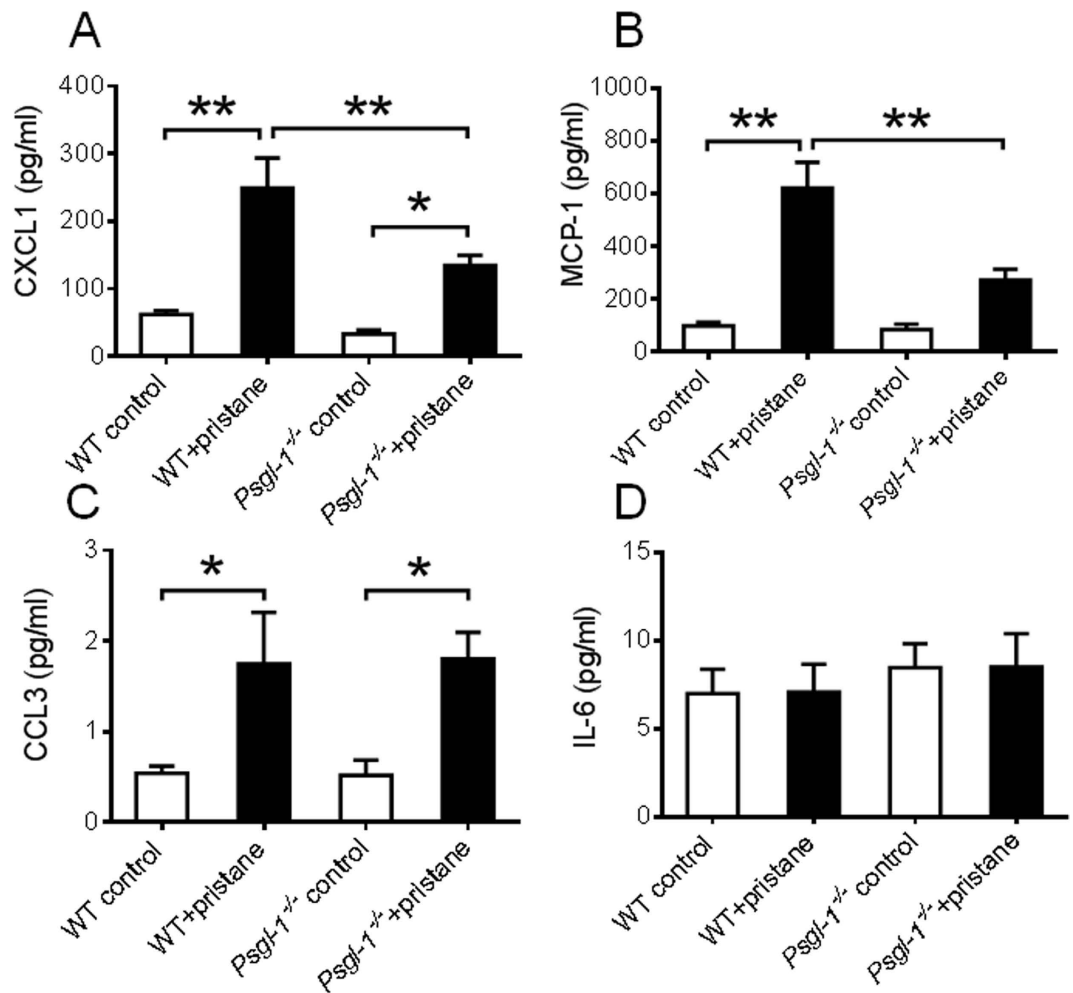 A
CXCL1 (pg/ml)
400
300
200
100
0
**
**
*
WT control
WT+pristane
Psgl-1-/- control
Psgl-1-/-+pristane
B
MCP-1 (pg/ml)
1000
800
600
400
200
0
**
**
WT control
WT+pristane
Psgl-1-/- control
Psgl-1-/-+pristane
C
CCL3 (pg/ml)
3
2
1
0
*
*
WT control
WT+pristane
Psgl-1-/- control
Psgl-1-/-+pristane
D
IL-6 (pg/ml)
15
10
5
0
WT control
WT+pristane
Psgl-1-/- control
Psgl-1-/-+pristane